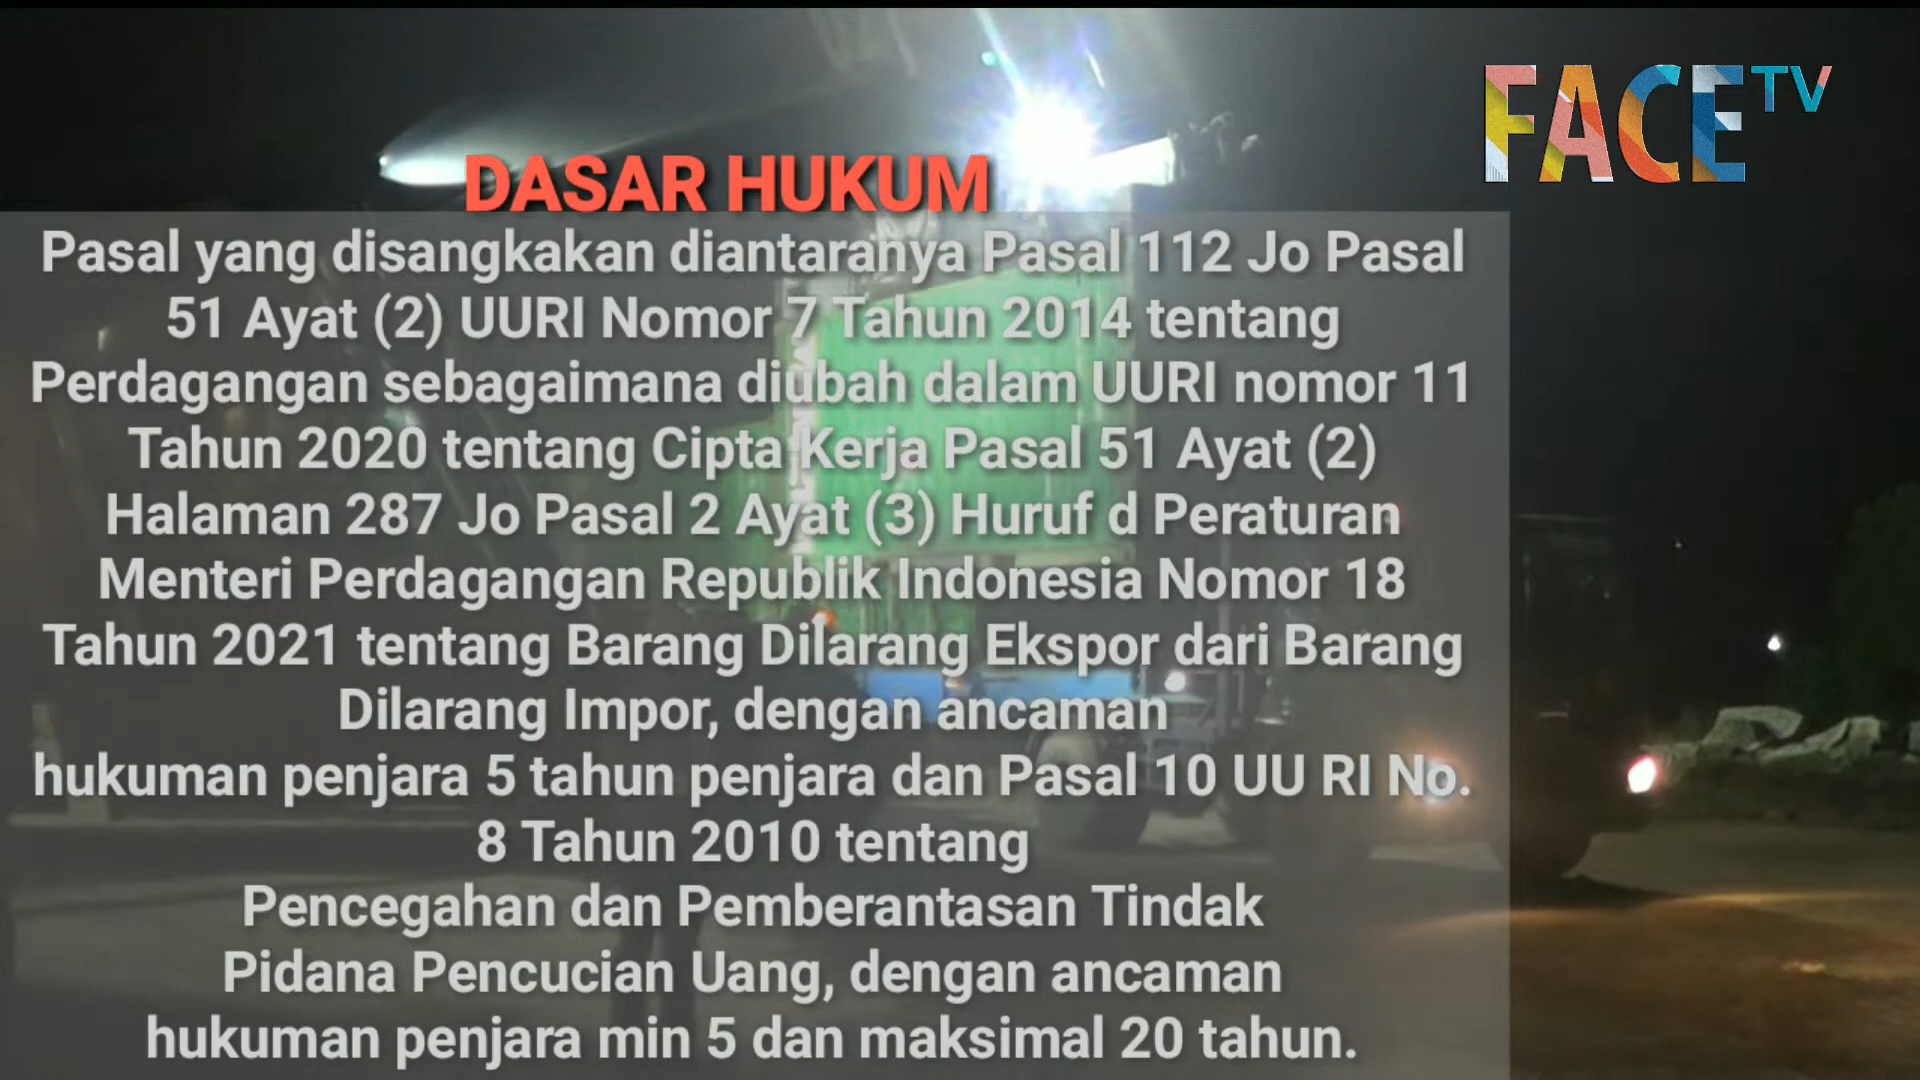 FACE TV
DASAR HUKUM
Pasal yang disangkakan diantaranya Pasal 112 Jo Pasal
51 Ayat (2) UURI Nomor 7 Tahun 2014 tentang
Perdagangan sebagaimana diubah dalam UURI nomor 11
Tahun 2020 tentang Cipta Kerja Pasal 51 Ayat (2)
Halaman 287 Jo Pasal 2 Ayat (3) Huruf d Peraturan
Menteri Perdagangan Republik Indonesia Nomor 18
Tahun 2021 tentang Barang Dilarang Ekspor dari Barang
Dilarang Impor, dengan ancaman
hukuman penjara 5 tahun penjara dan Pasal 10 UU RI No.
8 Tahun 2010 tentang
Pencegahan dan Pemberantasan Tindak
Pidana Pencucian Uang, dengan ancaman
hukuman penjara min 5 dan maksimal 20 tahun.